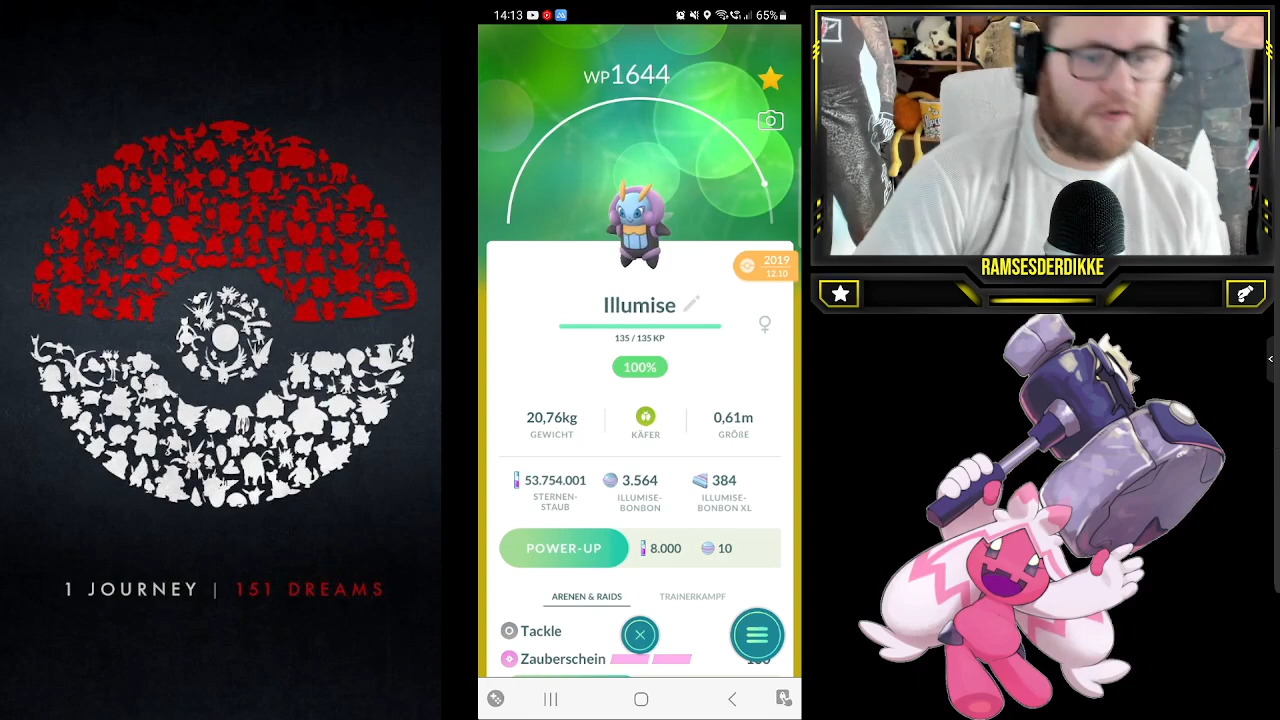 1 JOURNEY | 151 DREAMS
14:13
65%
WP1644
2019
12.10
Illumise
135 / 135 KP
100%
20,76kg
GEWICHT
KÄFER
0,61m
GRÖSSE
53.754.001
STERNEN-
STAUB
3.564
ILLUMISE-
BONBON
384
ILLUMISE-
BONBON XL
POWER-UP
8.000
10
ARENEN & RAIDS
TRAINERKAMPF
Tackle
Zauberschein
RAMSESDERDIKKE